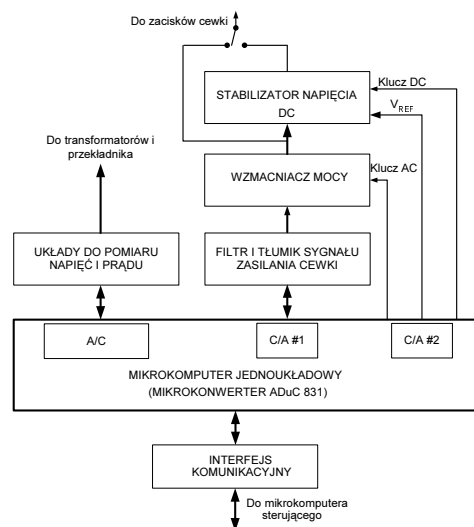 Do zacisków cewki
Klucz DC
STABILIZATOR NAPIĘCIA
DC
VREF
Do transformatorów i
przekładnika
WZMACNIACZ MOCY
Klucz AC
UKŁADY DO POMIARU
NAPIĘĆ I PRĄDU
FILTR I TŁUMIK SYGNAŁU
ZASILANIA CEWKI
A/C
C/A #1
C/A #2
MIKROKOMPUTER JEDNOUKŁADOWY
(MIKROKONWERTER ADuC 831)
INTERFEJS
KOMUNIKACYJNY
Do mikrokomputera
sterującego